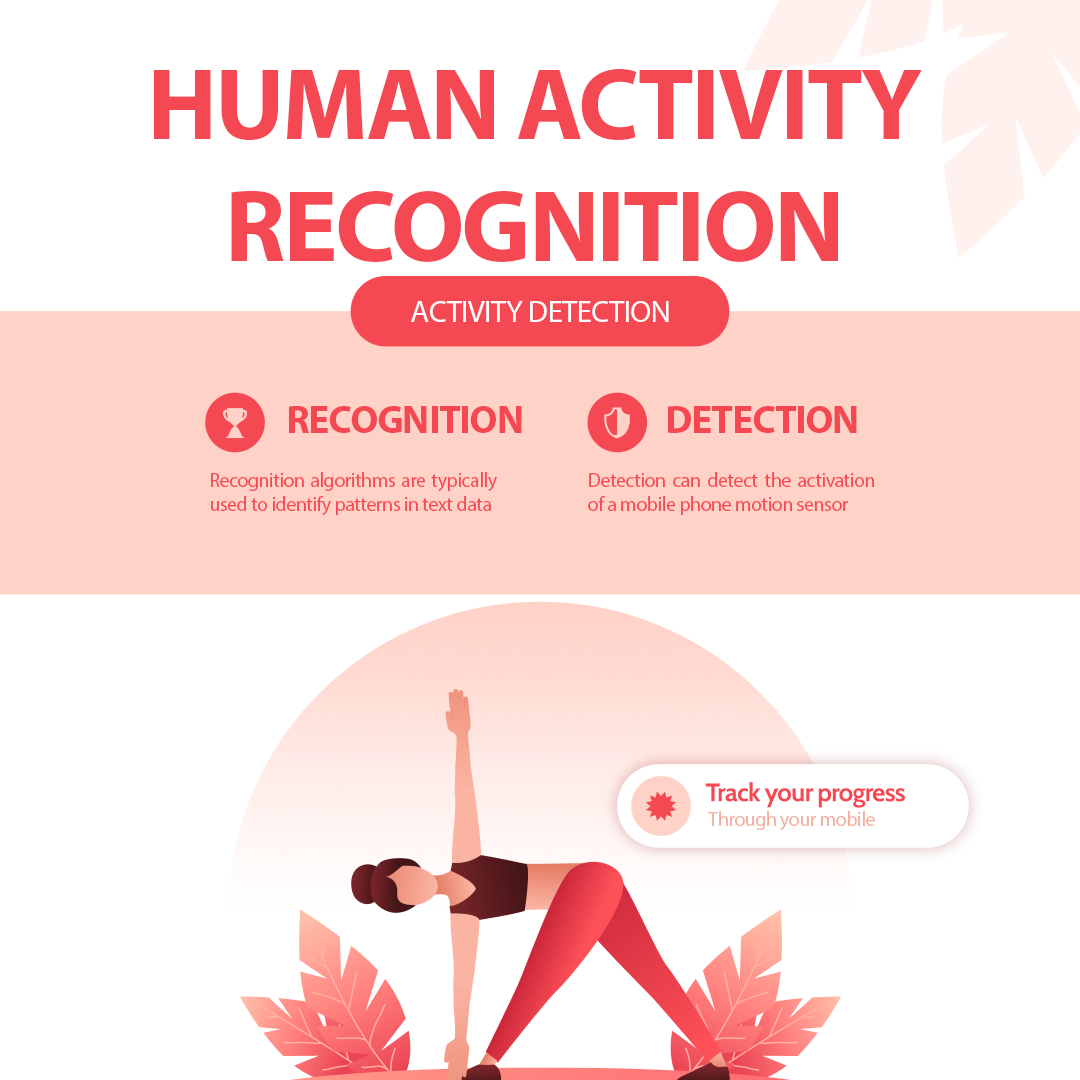 HUMAN ACTIVITY
RECOGNITION
ACTIVITY DETECTION
RECOGNITION
Recognition algorithms are typically
used to identify patterns in text data
DETECTION
Detection can detect the activation
of a mobile phone motion sensor
Track your progress
Through your mobile